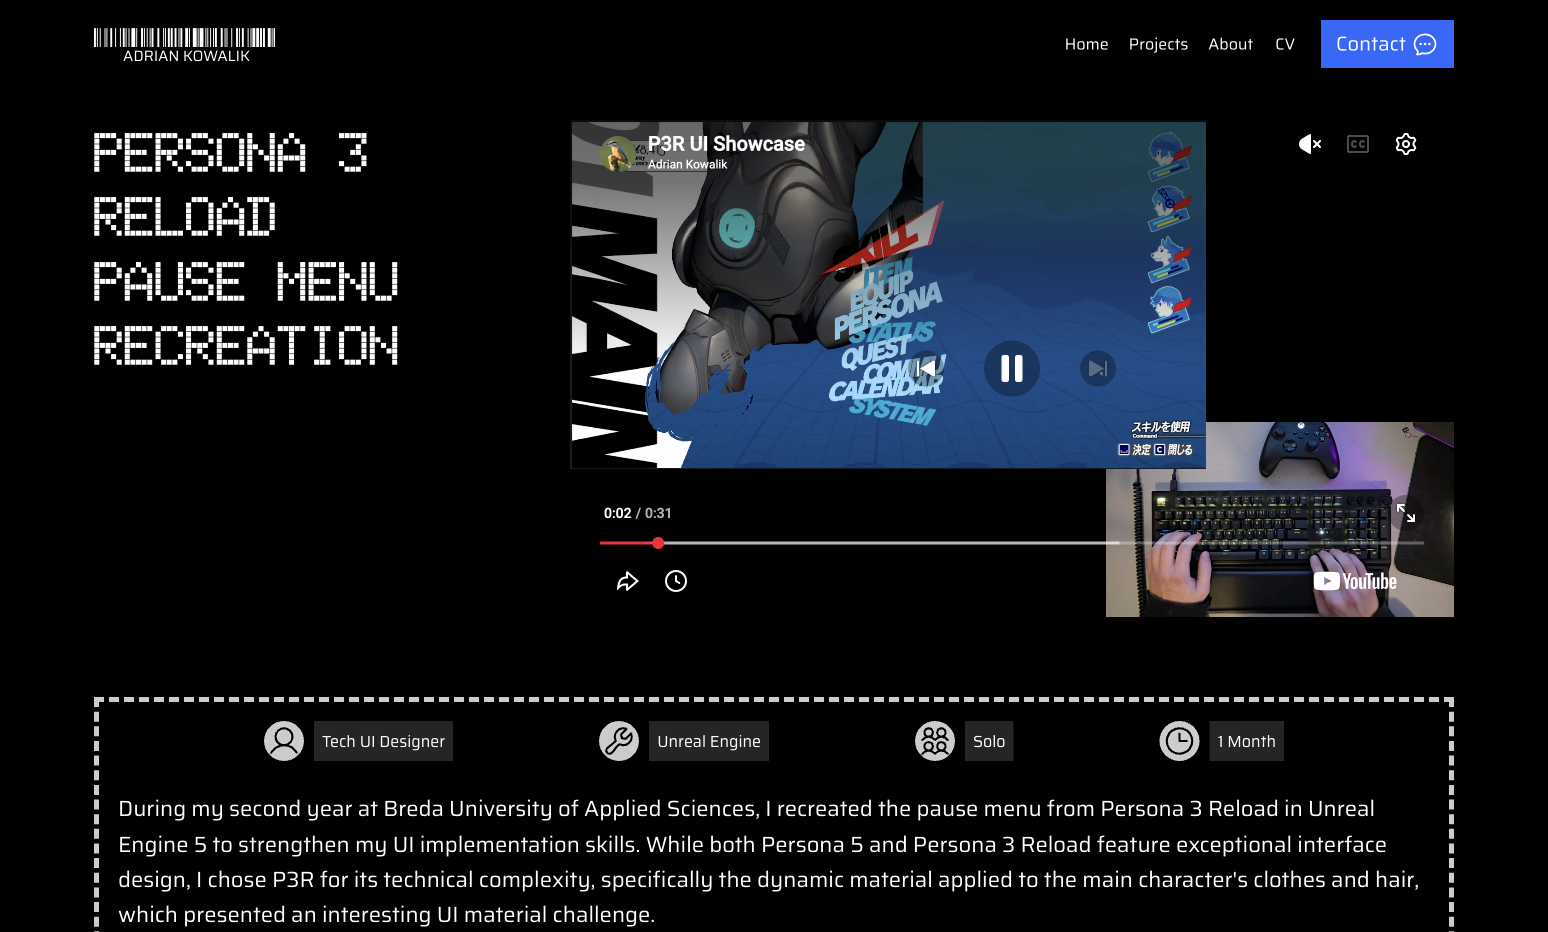 ADRIAN KOWALIK
Home
Projects
About
CV
Contact
PERSONA 3
RELOAD
PAUSE MENU
RECREATION
P3R UI Showcase
Adrian Kowalik
MAN
ITEM
EQUIP
PERSONA
STATUS
QUEST
CALENDAR
SYSTEM
スキルを使用
Command
決定 C 閉じる
CC
0:02 / 0:31
YouTube
Tech UI Designer
Unreal Engine
Solo
1 Month
During my second year at Breda University of Applied Sciences, I recreated the pause menu from Persona 3 Reload in Unreal
Engine 5 to strengthen my UI implementation skills. While both Persona 5 and Persona 3 Reload feature exceptional interface
design, I chose P3R for its technical complexity, specifically the dynamic material applied to the main character's clothes and hair,
which presented an interesting UI material challenge.